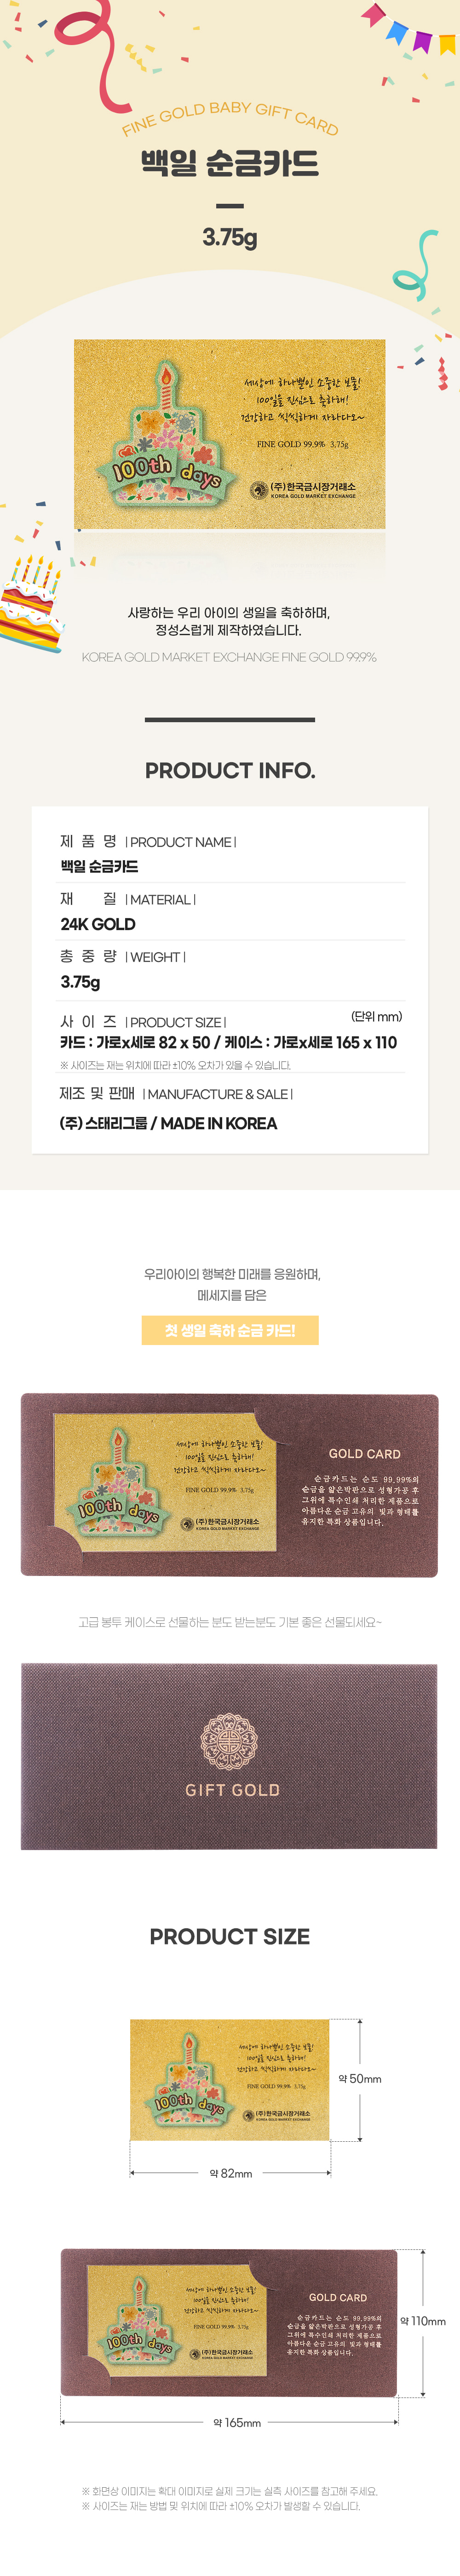 FINE GOLD BABY GIFT CARD
백일 순금카드
3.75g
세상에 하나뿐인 소중한 보물!
100일을 진심으로 축하해!
건강하고 씩씩하게 자라다오~
FINE GOLD 99.9% 3.75g
100th days
(주)한국금시장거래소
KOREA GOLD MARKET EXCHANGE
사랑하는 우리 아이의 생일을 축하하며,
정성스럽게 제작하였습니다.
KOREA GOLD MARKET EXCHANGE FINE GOLD 99.9%
PRODUCT INFO.
제 품 명 | PRODUCT NAME |
백일 순금카드
재 질 | MATERIAL |
24K GOLD
총 중 량 | WEIGHT |
3.75g
사 이 즈 | PRODUCT SIZE | (단위 mm)
카드 : 가로x세로 82 x 50 / 케이스 : 가로x세로 165 x 110
※ 사이즈는 재는 위치에 따라 ±10% 오차가 있을 수 있습니다.
제조 및 판매 | MANUFACTURE & SALE |
(주) 스태리그룹 / MADE IN KOREA
우리아이의 행복한 미래를 응원하며,
메세지를 담은
첫 생일 축하 순금 카드!
세상에 하나뿐인 소중한 보물!
100일을 진심으로 축하해!
건강하고 씩씩하게 자라다오~
FINE GOLD 99.9% 3.75g
100th days
(주)한국금시장거래소
KOREA GOLD MARKET EXCHANGE
GOLD CARD
순금카드는 순도 99.99%의
순금을 얇은박판으로 성형가공 후
그위에 특수인쇄 처리한 제품으로
아름다운 순금 고유의 빛과 형태를
유지한 특화 상품입니다.
고급 봉투 케이스로 선물하는 분도 받는분도 기본 좋은 선물되세요~
GIFT GOLD
PRODUCT SIZE
세상에 하나뿐인 소중한 보물!
100일을 진심으로 축하해!
건강하고 씩씩하게 자라다오~
FINE GOLD 99.9% 3.75g
100th days
(주)한국금시장거래소
KOREA GOLD MARKET EXCHANGE
약 50mm
약 82mm
세상에 하나뿐인 소중한 보물!
100일을 진심으로 축하해!
건강하고 씩씩하게 자라다오~
FINE GOLD 99.9% 3.75g
100th days
(주)한국금시장거래소
KOREA GOLD MARKET EXCHANGE
GOLD CARD
순금카드는 순도 99.99%의
순금을 얇은박판으로 성형가공 후
그위에 특수인쇄 처리한 제품으로
아름다운 순금 고유의 빛과 형태를
유지한 특화 상품입니다.
약 110mm
약 165mm
※ 화면상 이미지는 확대 이미지로 실제 크기는 실측 사이즈를 참고해 주세요.
※ 사이즈는 재는 방법 및 위치에 따라 ±10% 오차가 발생할 수 있습니다.